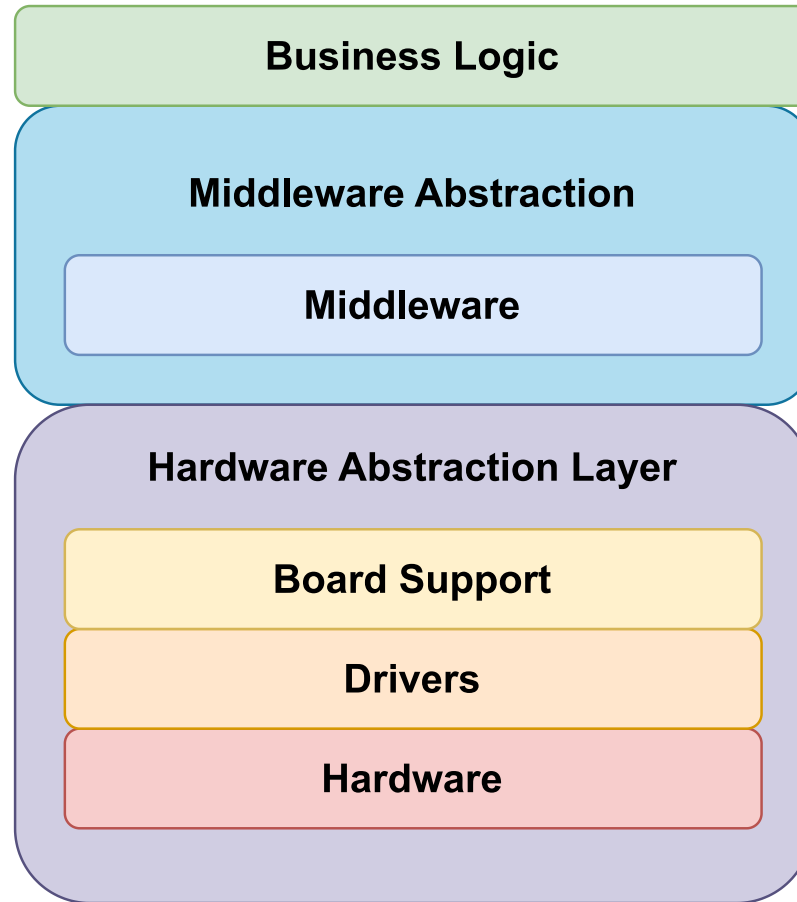 Business Logic
Middleware Abstraction
Middleware
Hardware Abstraction Layer
Board Support
Drivers
Hardware